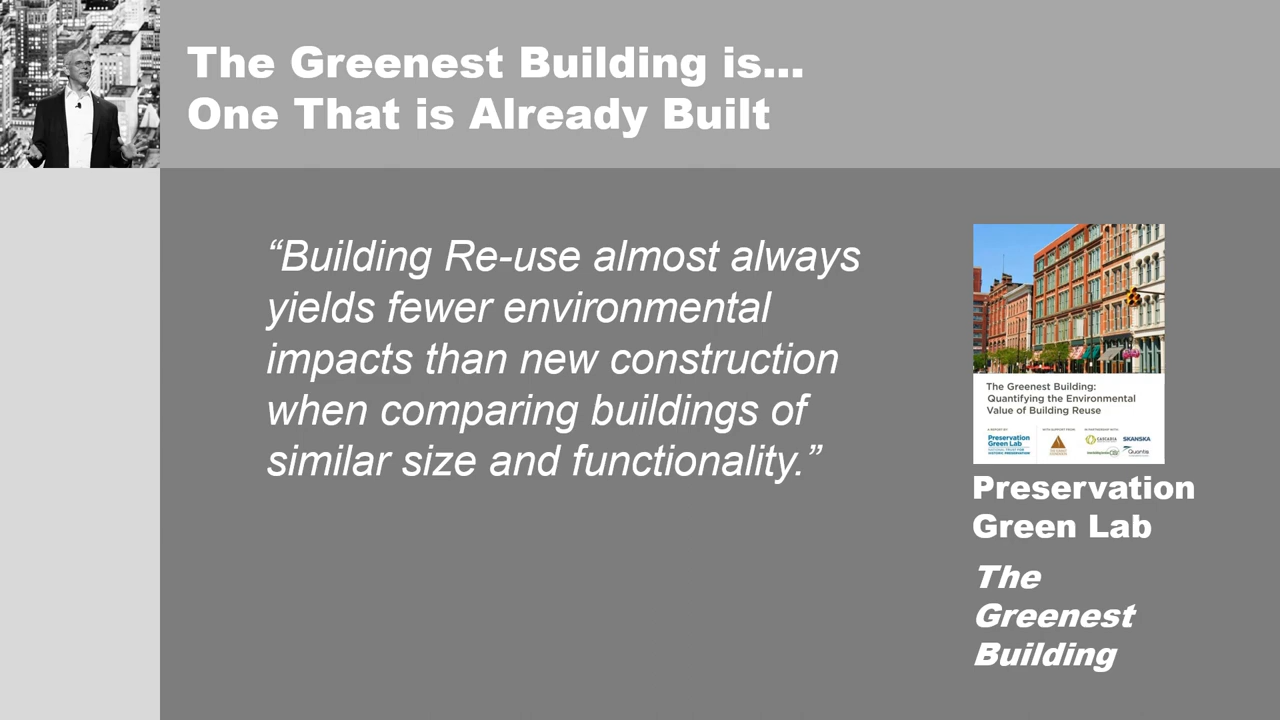 The Greenest Building is...
One That is Already Built
“Building Re-use almost always
yields fewer environmental
impacts than new construction
when comparing buildings of
similar size and functionality.”
The Greenest Building:
Quantifying the Environmental
Value of Building Reuse
Preservation
Green Lab
SKANSKA
Quantis
Preservation
Green Lab
The
Greenest
Building